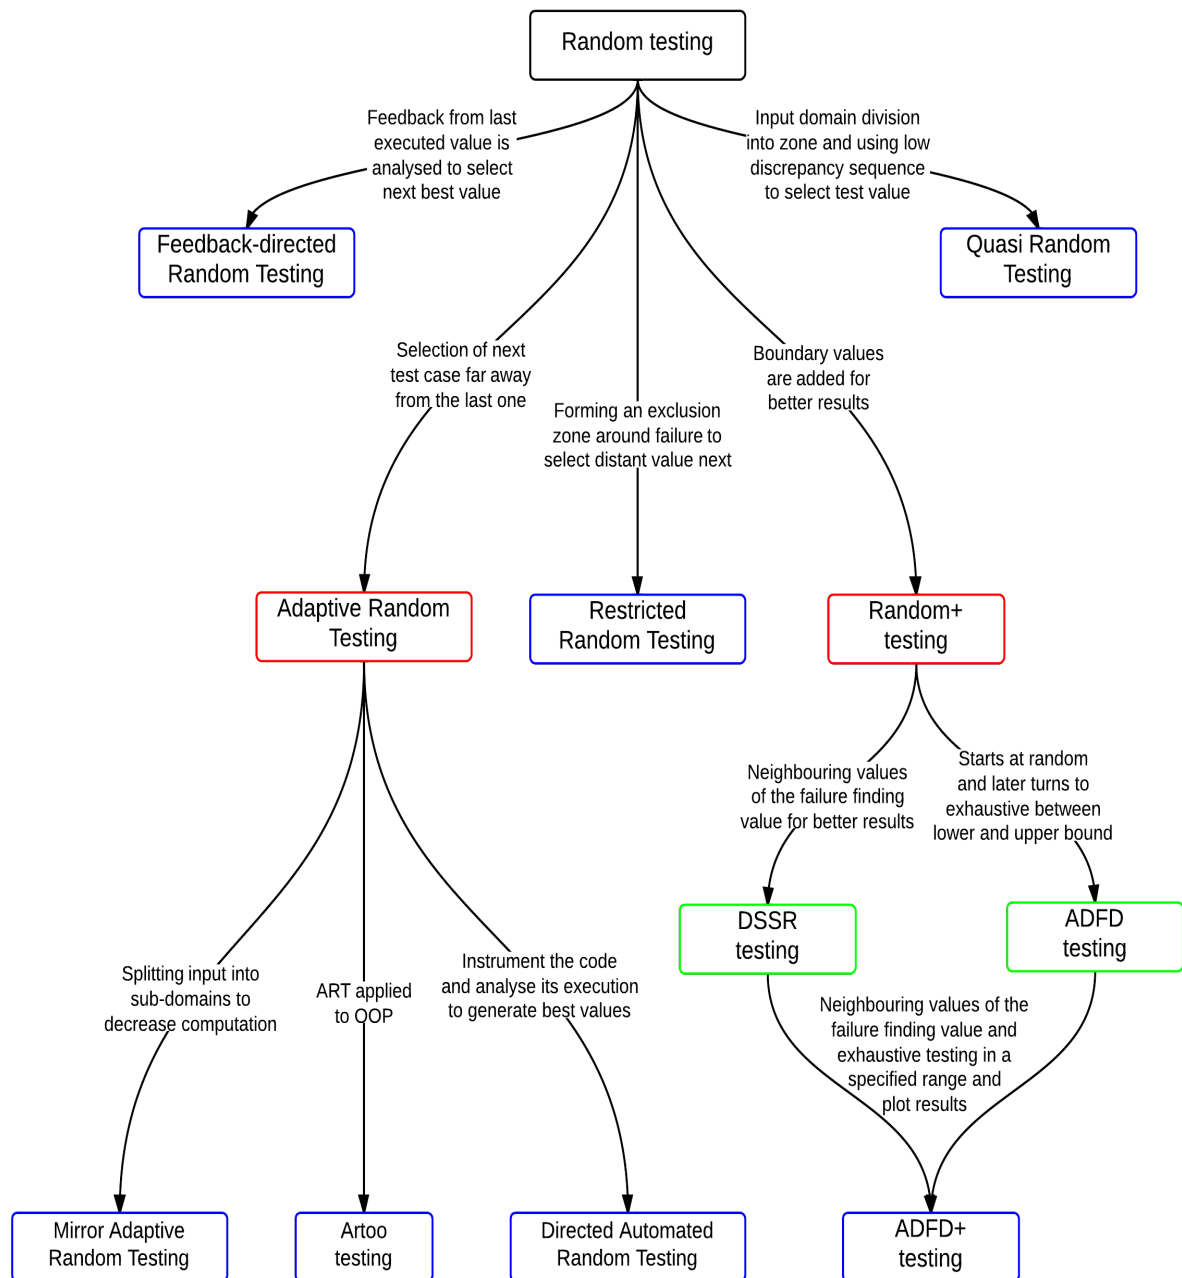 Random testing
Feedback from last
executed value is
analysed to select
next best value
Input domain division
into zone and using low
discrepancy sequence
to select test value
Feedback-directed
Random Testing
Quasi Random
Testing
Selection of next
test case far away
from the last one
Forming an exclusion
zone around failure to
select distant value next
Boundary values
are added for
better results
Adaptive Random
Testing
Restricted
Random Testing
Random+
testing
Neighbouring values
of the failure finding
value for better results
Starts at random
and later turns to
exhaustive between
lower and upper bound
DSSR
testing
ADFD
testing
Splitting input into
sub-domains to
decrease computation
ART applied
to OOP
Instrument the code
and analyse its execution
to generate best values
Neighbouring values of the
failure finding value and
exhaustive testing in a
specified range and
plot results
Mirror Adaptive
Random Testing
Artoo
testing
Directed Automated
Random Testing
ADFD+
testing